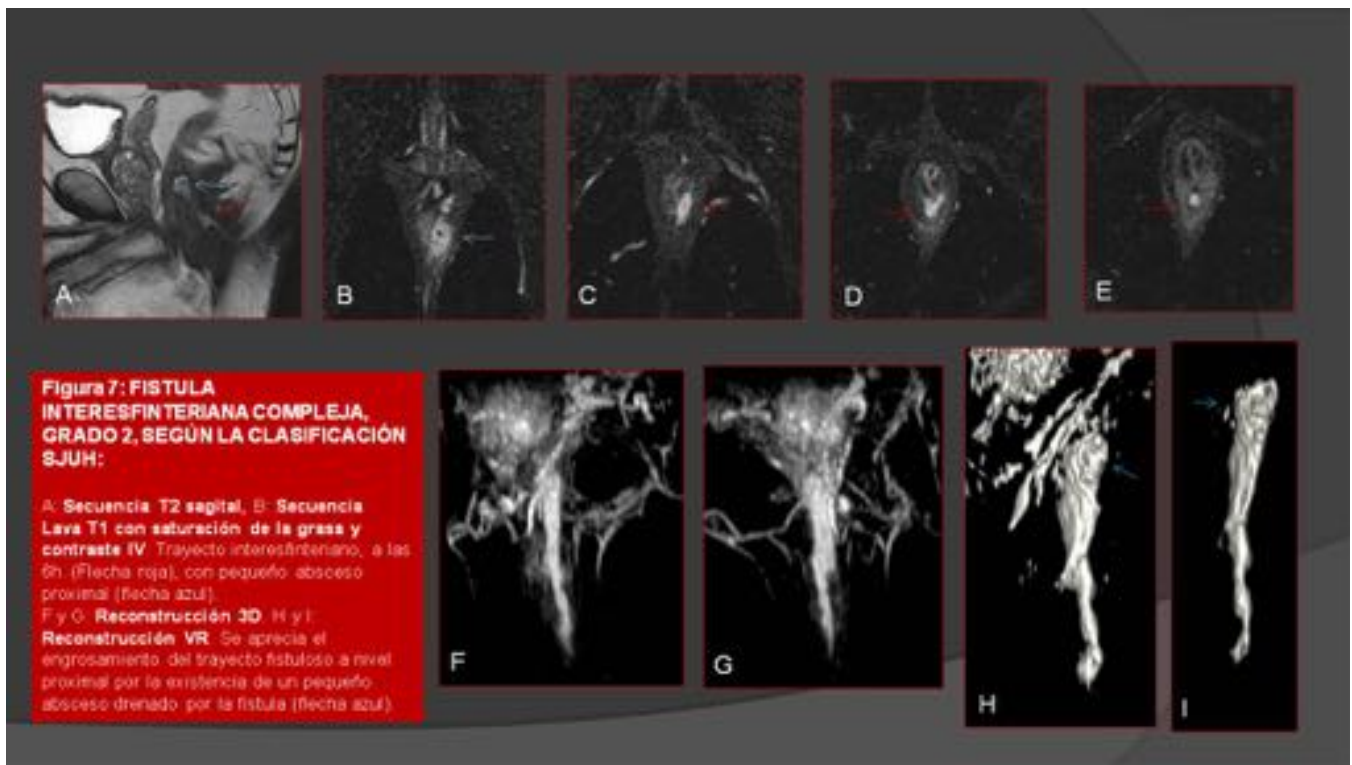 A
B
C
D
E
Figura 7: FISTULA
INTERESFINTERIANA COMPLEJA,
GRADO 2, SEGÚN LA CLASIFICACIÓN
SJUH:
A: Secuencia T2 sagital, B: Secuencia
Lava T1 con saturación de la grasa y
contraste IV Trayecto interesfinteriano, a las
6h (Flecha roja), con pequeño absceso
proximal (flecha azul).
F y G: Reconstrucción 3D H y I:
Reconstrucción VR Se aprecia el
engrosamiento del trayecto fistuloso a nivel
proximal por la existencia de un pequeño
absceso drenado por la fistula (flecha azul).
F
G
H
I